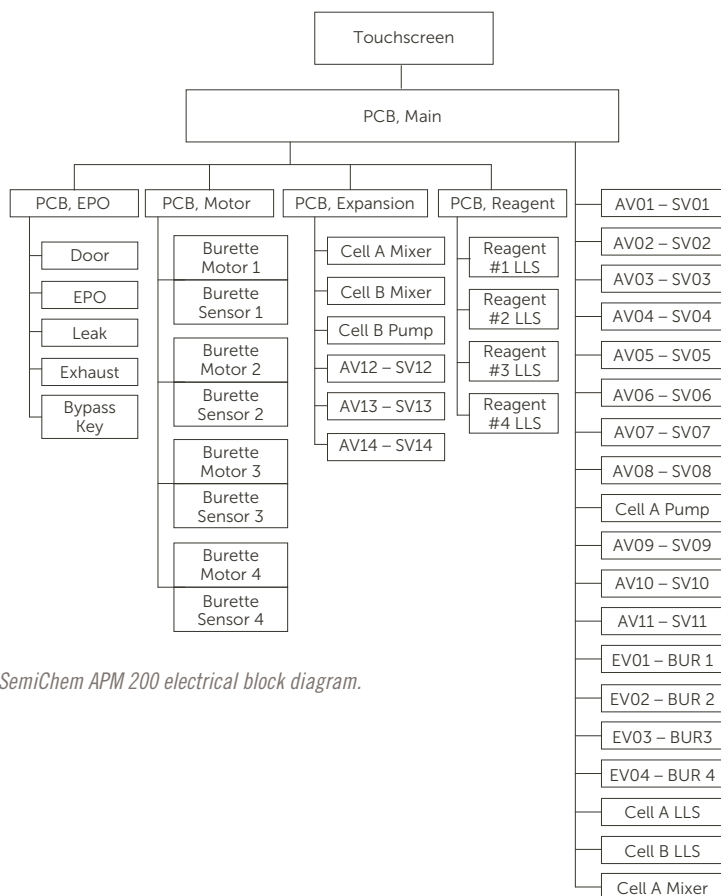 Touchscreen
PCB, Main
PCB, EPO
Door
EPO
Leak
Exhaust
Bypass
Key
PCB, Motor
Burette
Motor 1
Burette
Sensor 1
Burette
Motor 2
Burette
Sensor 2
Burette
Motor 3
Burette
Sensor 3
Burette
Motor 4
Burette
Sensor 4
PCB, Expansion
Cell A Mixer
Cell B Mixer
Cell B Pump
AV12 – SV12
AV13 – SV13
AV14 – SV14
PCB, Reagent
Reagent
#1 LLS
Reagent
#2 LLS
Reagent
#3 LLS
Reagent
#4 LLS
AV01 – SV01
AV02 – SV02
AV03 – SV03
AV04 – SV04
AV05 – SV05
AV06 – SV06
AV07 – SV07
AV08 – SV08
Cell A Pump
AV09 – SV09
AV10 – SV10
AV11 – SV11
EV01 – BUR 1
EV02 – BUR 2
EV03 – BUR3
EV04 – BUR 4
Cell A LLS
Cell B LLS
Cell A Mixer
SemiChem APM 200 electrical block diagram.